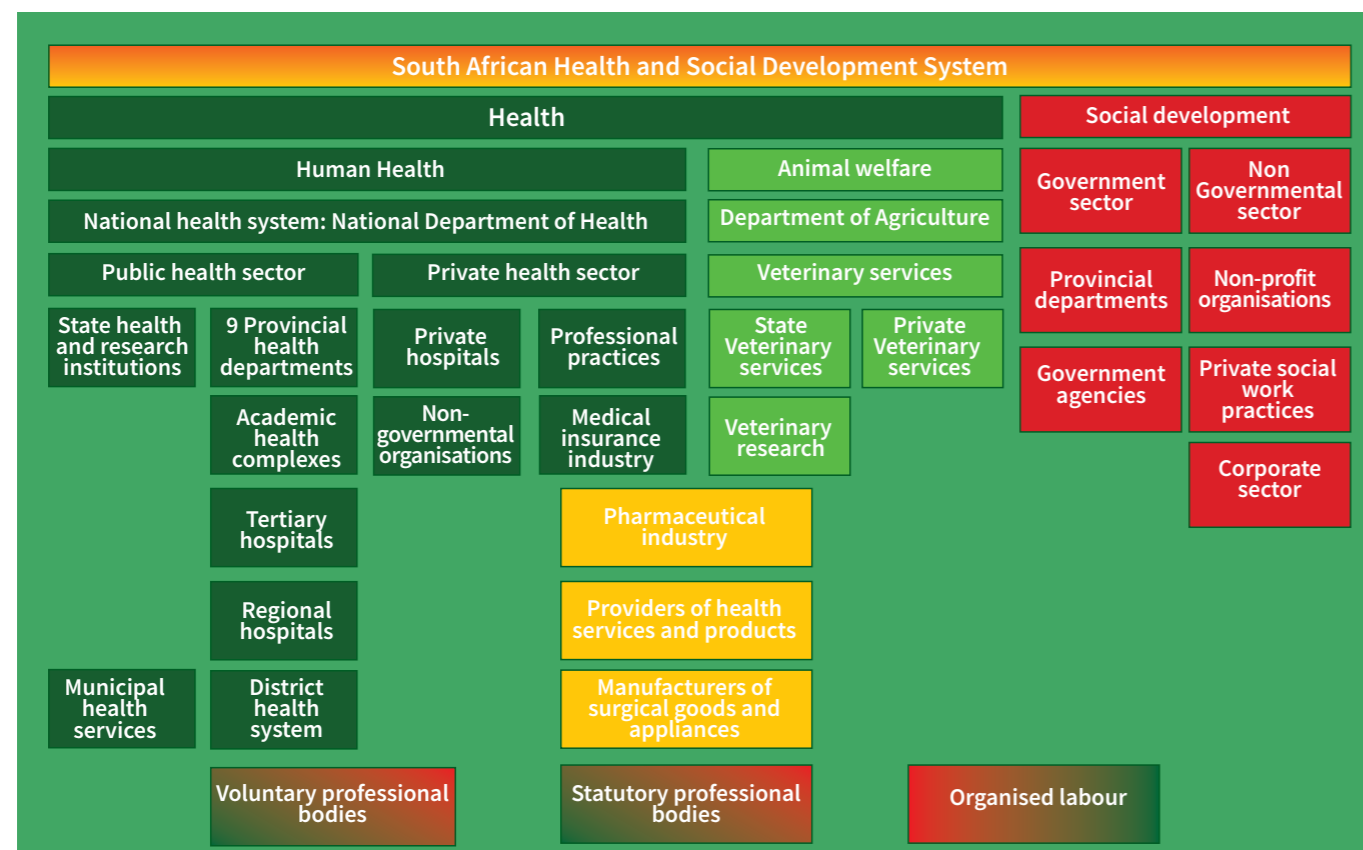 South African Health and Social Development System
Health
Social development
Human Health
Animal welfare
Government
sector
Non
Governmental
sector
National health system: National Department of Health
Department of Agriculture
Public health sector
Private health sector
Veterinary services
Provincial
departments
Non-profit
organisations
State health
and research
institutions
9 Provincial
health
departments
Private
hospitals
Professional
practices
State
Veterinary
services
Private
Veterinary
services
Government
agencies
Private social
work
practices
Academic
health
complexes
Non-
governmental
organisations
Medical
insurance
industry
Veterinary
research
Corporate
sector
Tertiary
hospitals
Pharmaceutical
industry
Regional
hospitals
Providers of health
services and products
Municipal
health
services
District
health
system
Manufacturers of
surgical goods and
appliances
Voluntary professional
bodies
Statutory professional
bodies
Organised labour